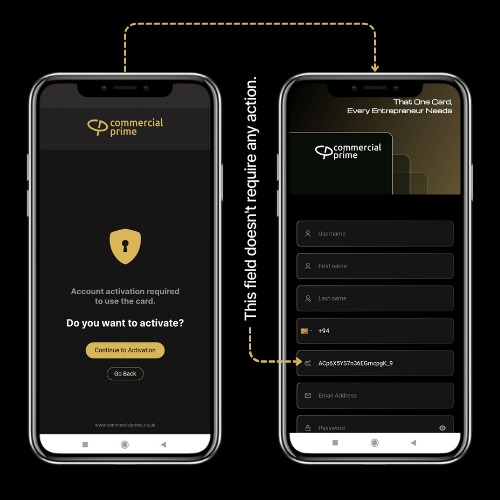 commercial
prime
Account activation required
to use the card.
Do you want to activate?
Continue to Activation
Go Back
www.commercialprime.co.uk
This field doesn't require any action.
That One Card,
Every Entrepreneur Needs
commercial
prime
Username
First name
Last name
+94
ACp6X5YS7n36EGmqpgK_9
Email Address
Password